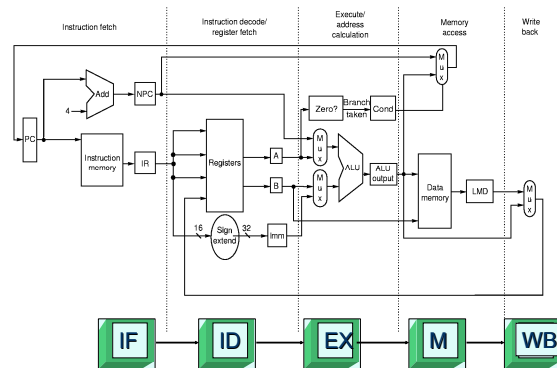 Instruction fetch
Instruction decode/
register fetch
Execute/
address
calculation
Memory
access
Write
back
M
u
x
Add
NPC
4
Zero?
Branch
taken
Cond
PC
Instruction
memory
IR
Registers
A
B
M
u
x
M
u
x
ALU
ALU
output
Data
memory
LMD
M
u
x
16
Sign
extend
32
Imm
IF
ID
EX
M
WB